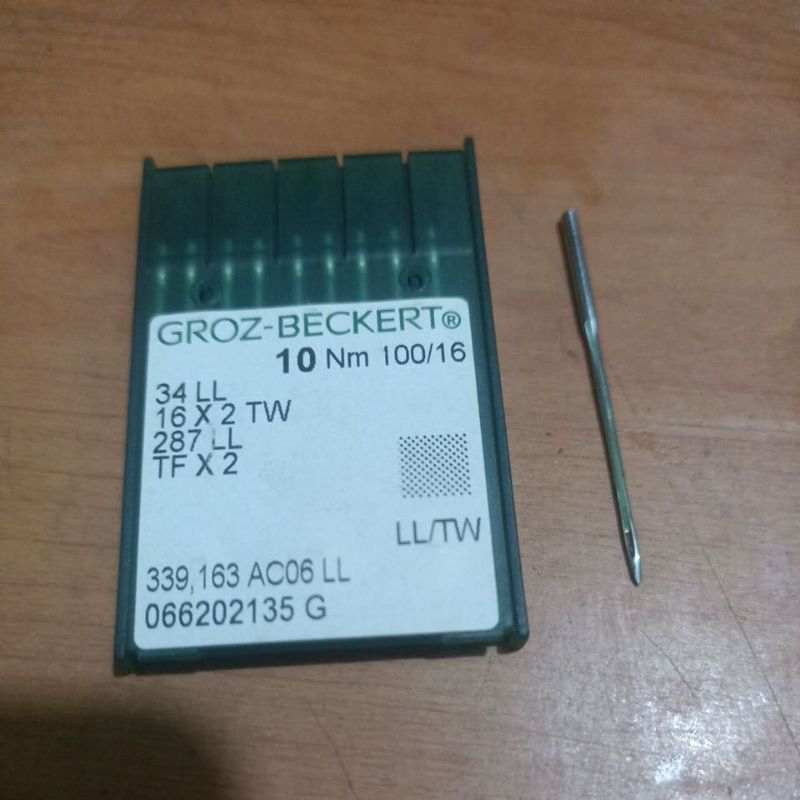 GROZ-BECKERT®
10 Nm 100/16
34 LL
16 X 2 TW
287 LL
TF X 2
LL/TW
339,163 AC06 LL
066202135 G